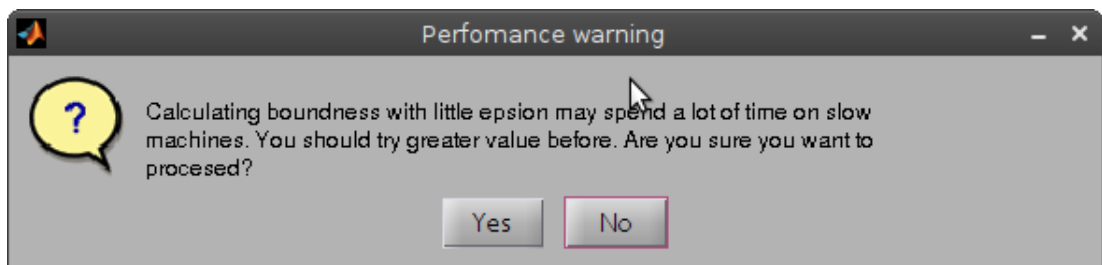 Perfomance warning
?
Calculating boundness with little epsion may spend a lot of time on slow
machines. You should try greater value before. Are you sure you want to
procesed?
Yes No